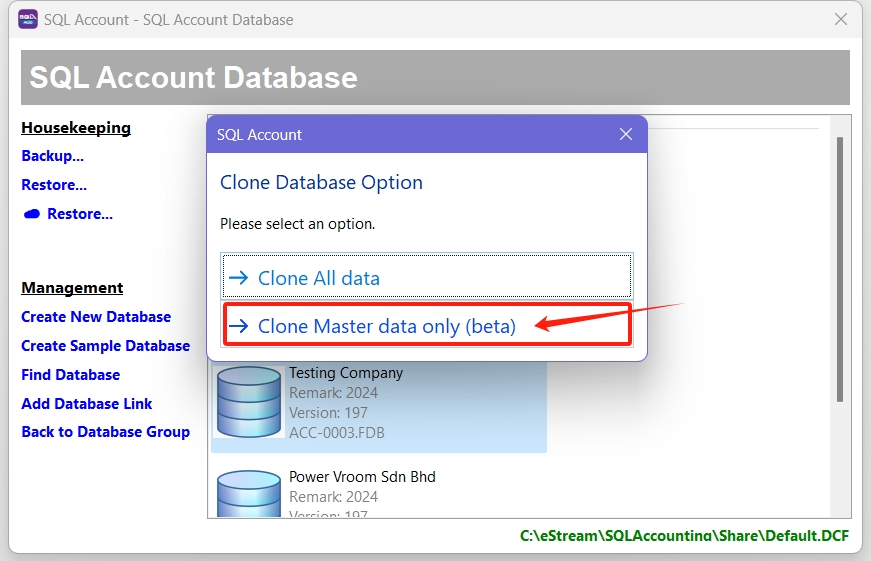 SQL Account - SQL Account Database
SQL Account Database
Housekeeping
Backup...
Restore...
Restore...
Management
Create New Database
Create Sample Database
Find Database
Add Database Link
Back to Database Group
SQL Account
Clone Database Option
Please select an option.
Clone All data
Clone Master data only (beta)
Testing Company
Remark: 2024
Version: 197
ACC-0003.FDB
Power Vroom Sdn Bhd
Remark: 2024
Version: 197
C:\eStream\SQLAccounting\Share\Default.DCF